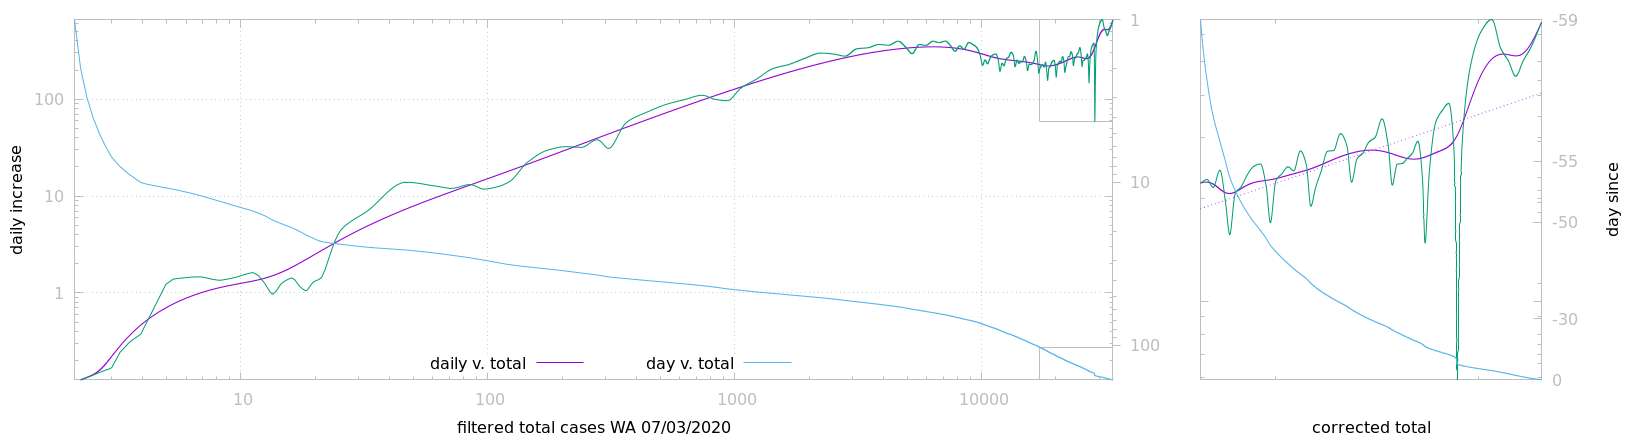 daily increase
100
10
1
daily v. total
day v. total
10
100
1000
10000
filtered total cases WA 07/03/2020
1
10
100
-59
-55
-50
-30
0
day since
corrected total